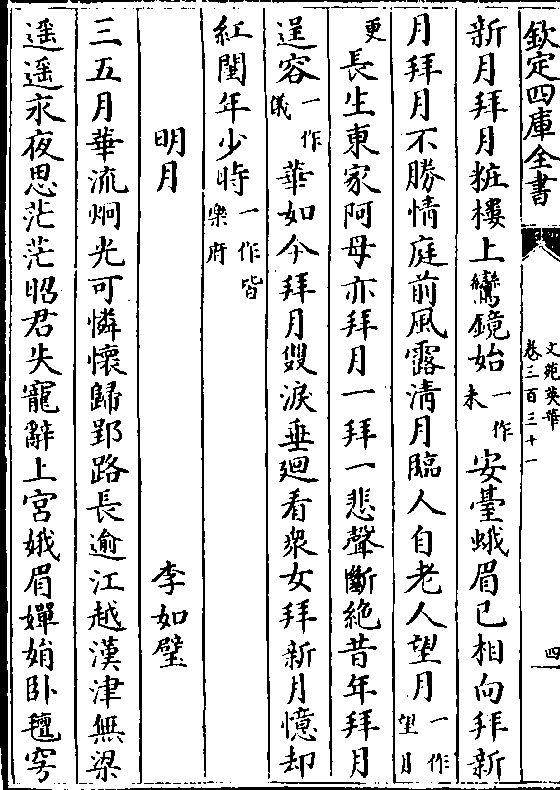 欽定四庫全書
文苑英華
卷三百三十一
四
新月拜月粧樓上鸞鏡始一作未安臺蛾眉已相向拜新
月拜月不勝情庭前風露清月臨人自老人望月一作望月
更長生東家阿母亦拜月一拜一悲聲斷絶昔年拜月
逞容一作儀華如今拜月雙淚垂廻看衆女拜新月憶却
紅閨年少時一作皆樂府
明月
李如璧
三五月華流炯光可憐懷歸郢路長逾江越漢津無梁
遥遥永夜思茫茫昭君失寵辭上宫娥眉嬋娟卧氊穹